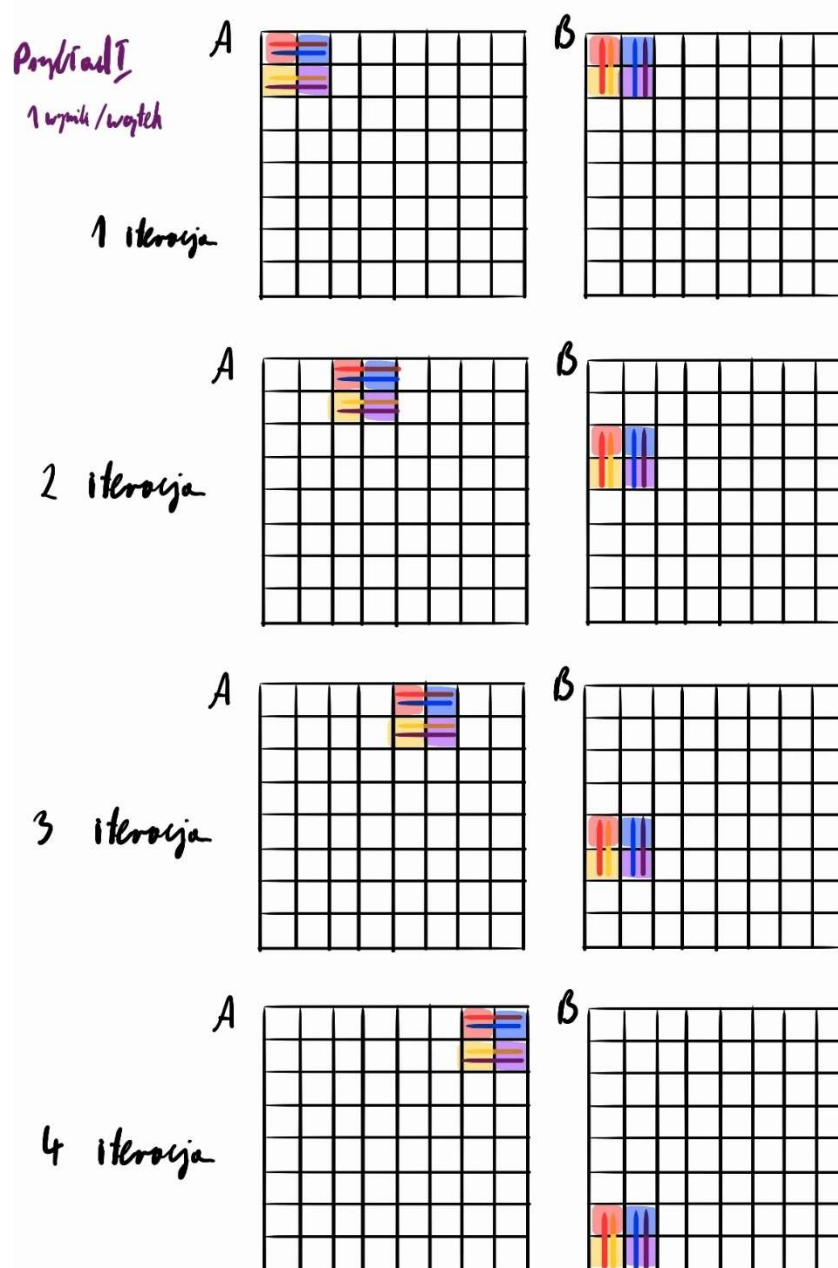 Przykład I
1 wynik/wątek
A B
1 iteracja
A B
2 iteracja
A B
3 iteracja
A B
4 iteracja